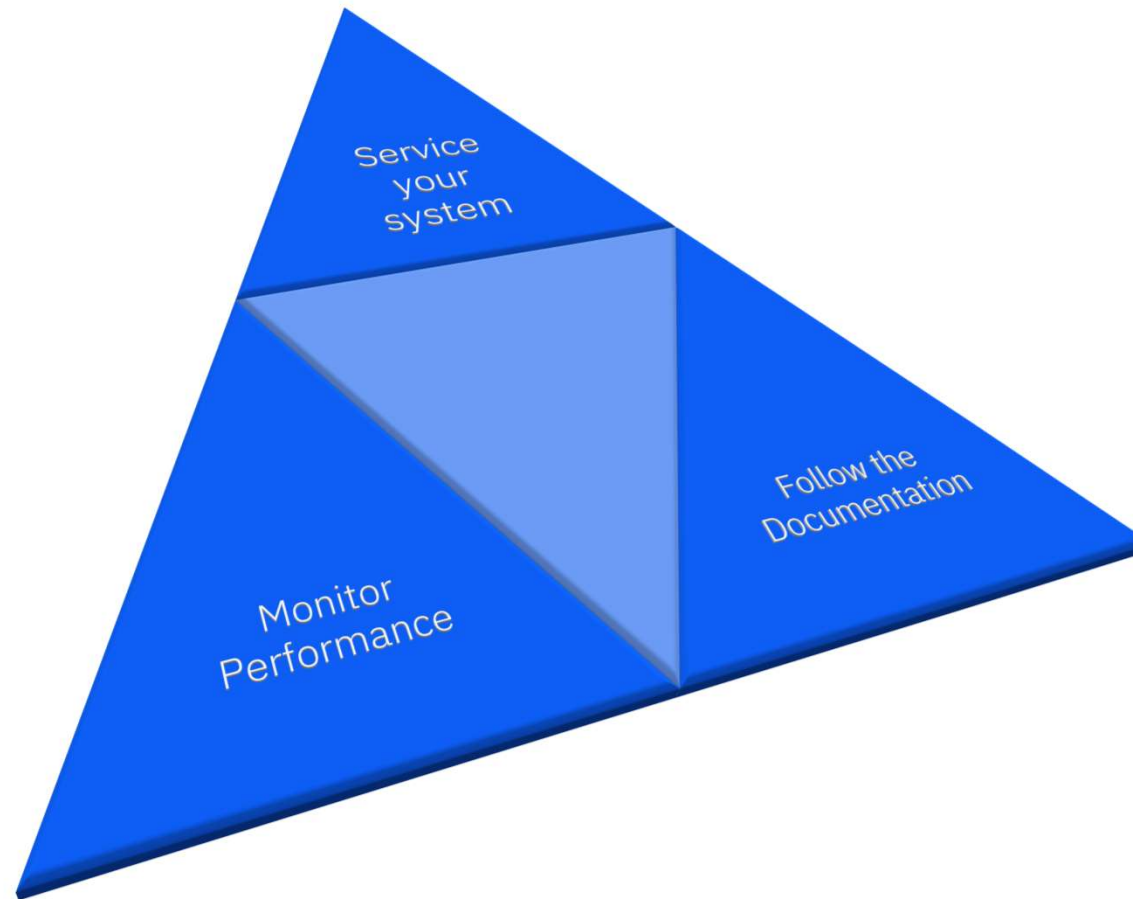 Service
your
system
Follow the
Documentation
Monitor
Performance